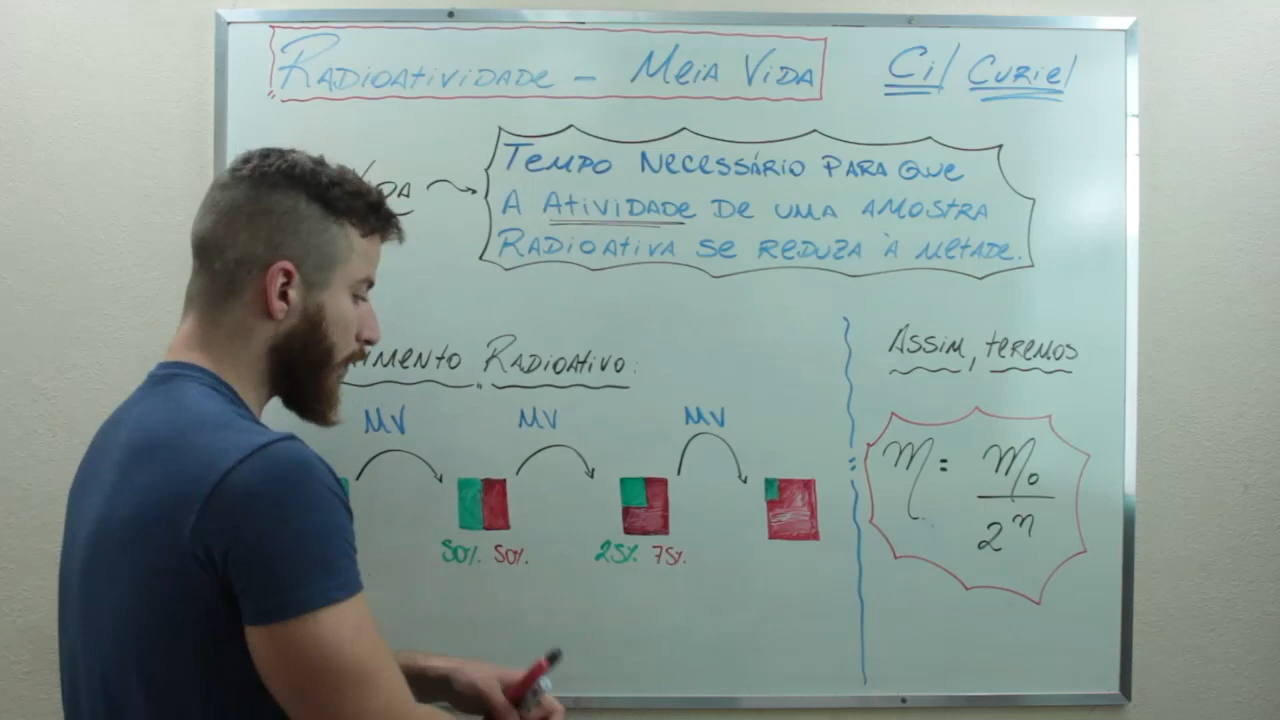 RADIOATIVIDADE - MEIA VIDA
Ci/ CURIE/
TEMPO NECESSÁRIO PARA QUE
A ATIVIDADE DE UMA AMOSTRA
RADIOATIVA SE REDUZA À METADE.
RADIOATIVO:
ASSIM, TEREMOS
MV MV MV
50% 50% 25% 75%
m = m₀
2ⁿ